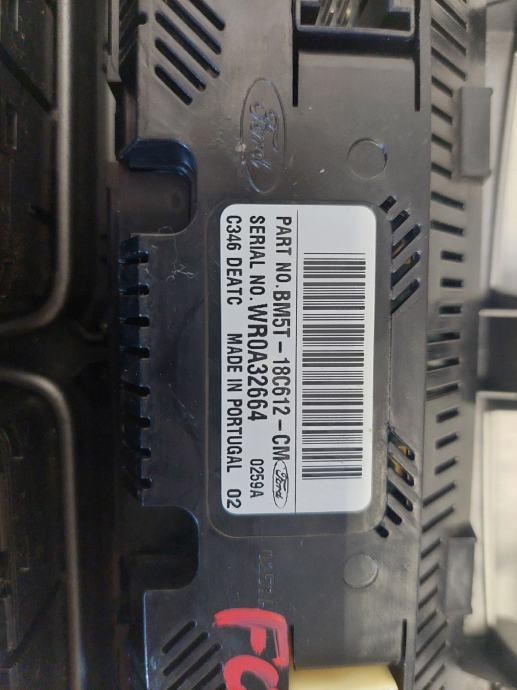 Ford
PART NO. BM5T-18C612-CM Ford
SERIAL NO. WR0A32664 0259A
C346 DEATC MADE IN PORTUGAL 02